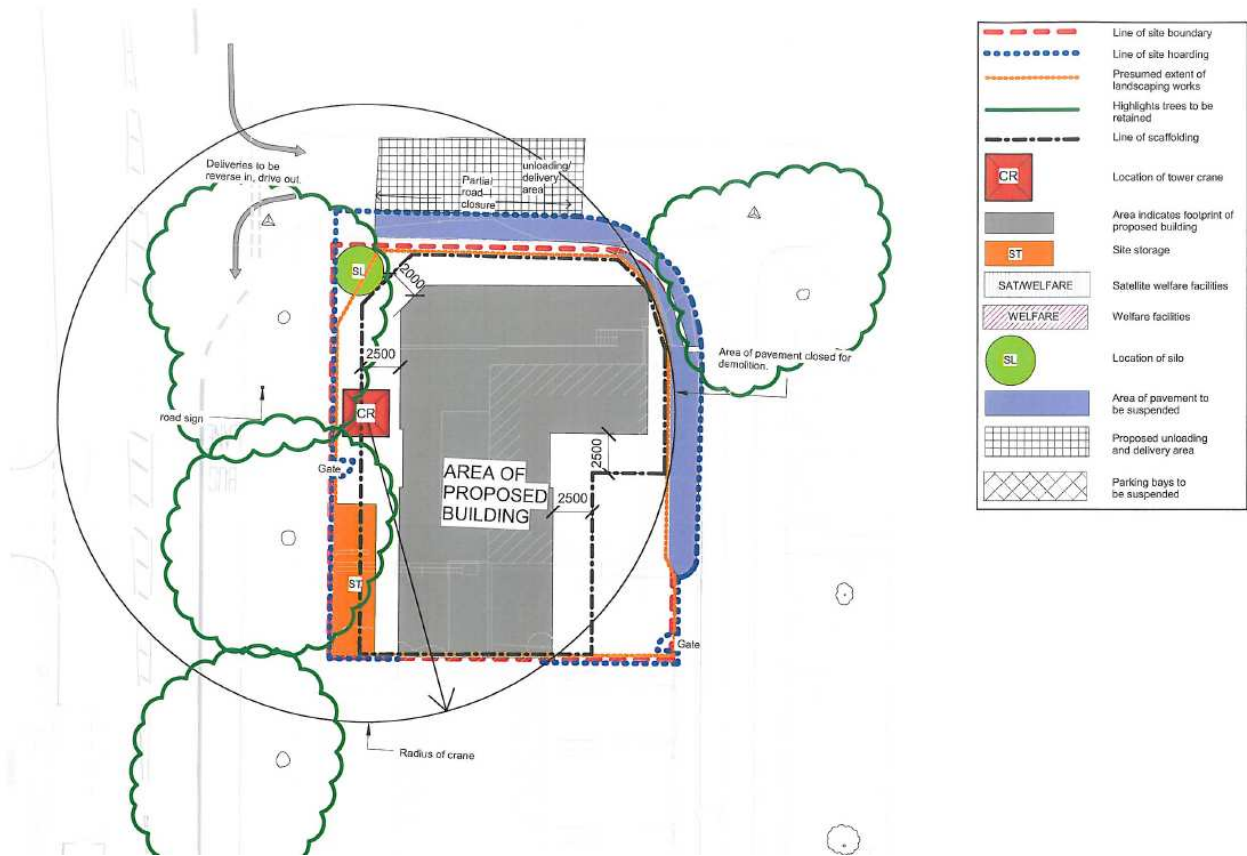 Deliveries to be
reverse in, drive out.
Partial
road
closure
unloading/
delivery
area
SL
2000
2500
CR
road sign
Gate
AREA OF
PROPOSED
BUILDING
2500
2500
ST
Area of pavement closed for
demolition.
Gate
Radius of crane
Line of site boundary
Line of site hoarding
Presumed extent of
landscaping works
Highlights trees to be
retained
Line of scaffolding
CR
Location of tower crane
Area indicates footprint of
proposed building
ST
Site storage
SAT/WELFARE
Satellite welfare facilities
WELFARE
Welfare facilities
SL
Location of silo
Area of pavement to
be suspended
Proposed unloading
and delivery area
Parking bays to
be suspended